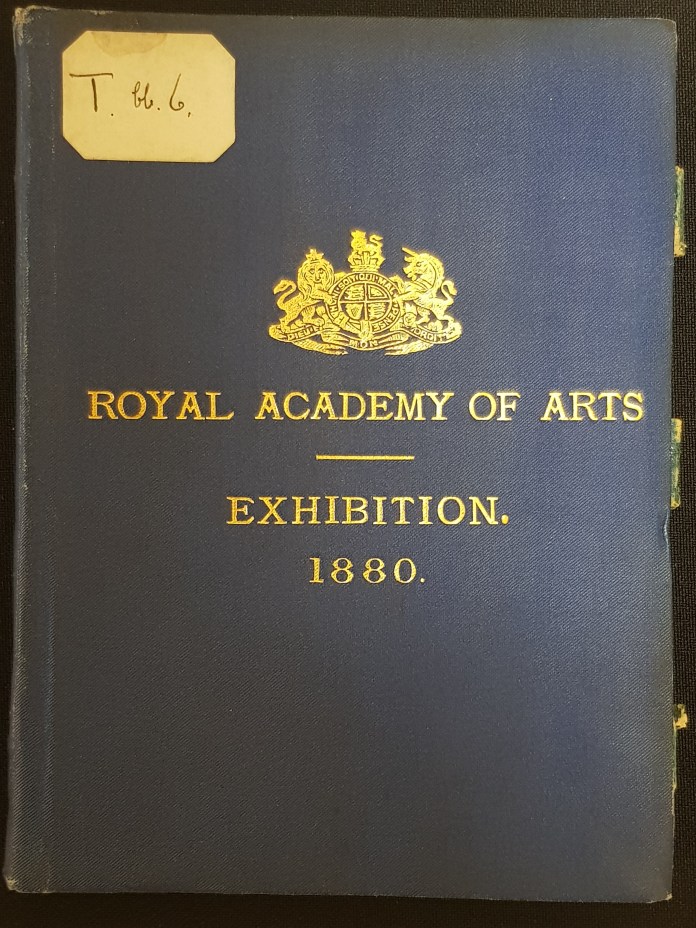 T. bb. 6.
ROYAL ACADEMY OF ARTS
EXHIBITION.
1880.